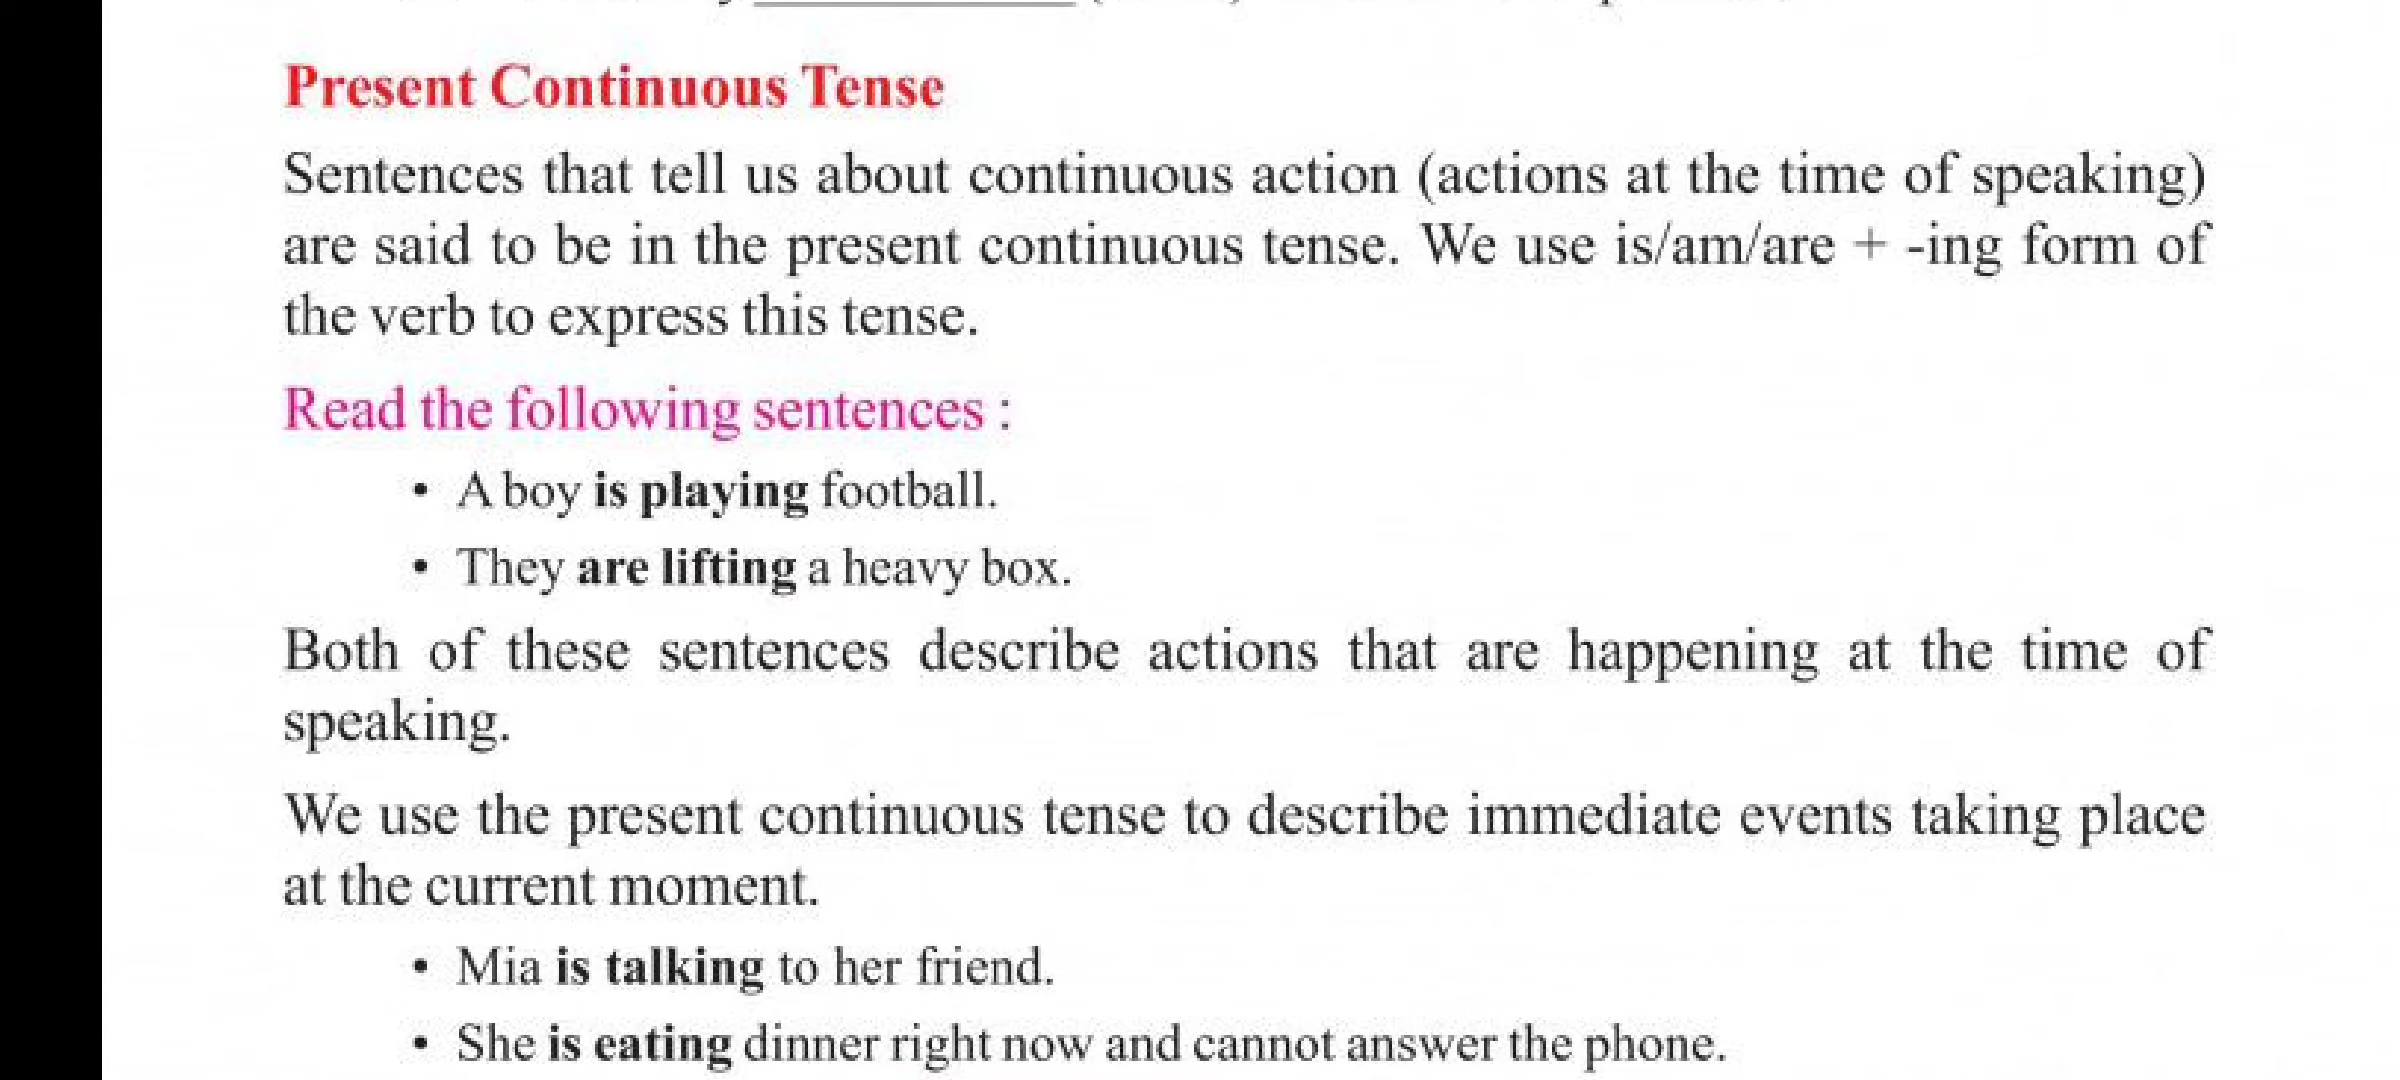 Present Continuous Tense
Sentences that tell us about continuous action (actions at the time of speaking)
are said to be in the present continuous tense. We use is/am/are + -ing form of
the verb to express this tense.
Read the following sentences :
• A boy is playing football.
• They are lifting a heavy box.
Both of these sentences describe actions that are happening at the time of
speaking.
We use the present continuous tense to describe immediate events taking place
at the current moment.
• Mia is talking to her friend.
• She is eating dinner right now and cannot answer the phone.